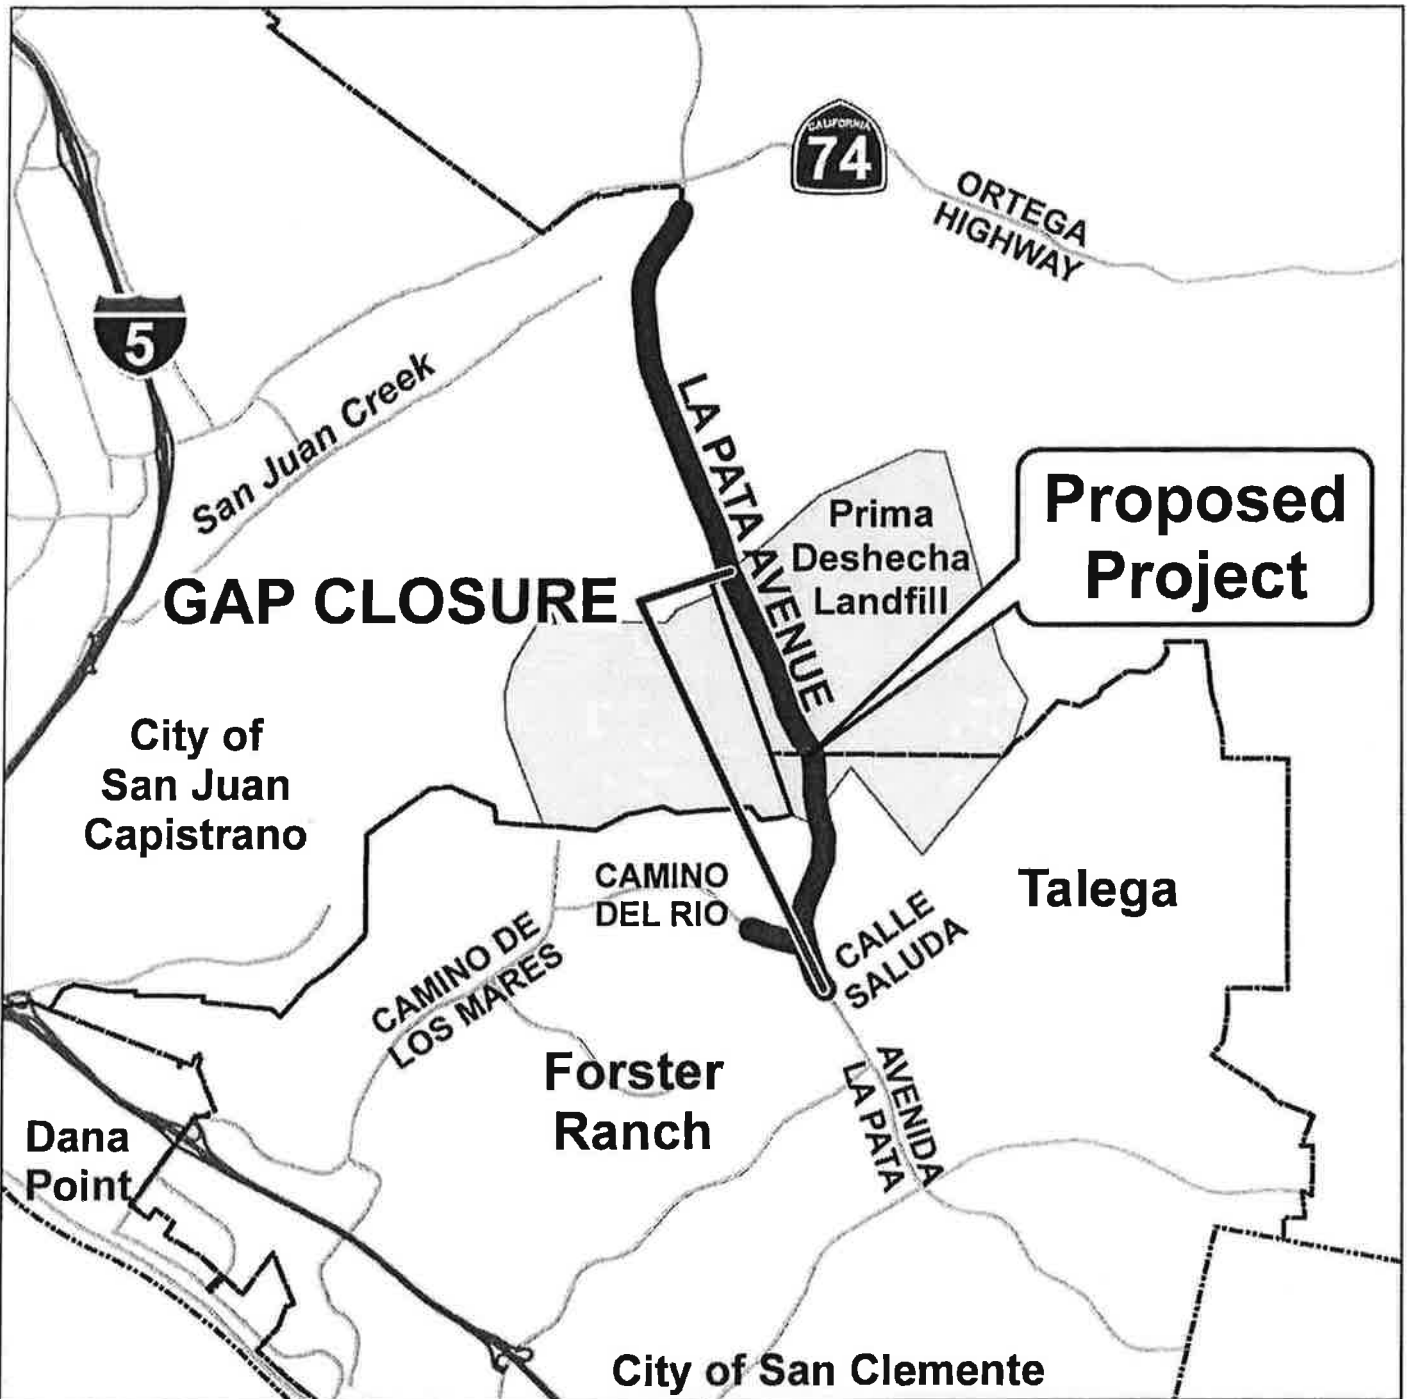 CALIFORNIA
74
ORTEGA
HIGHWAY
5
San Juan Creek
LA PATA AVENUE
Prima
Deshecha
Landfill
Proposed
Project
GAP CLOSURE
City of
San Juan
Capistrano
CAMINO
DEL RIO
Talega
CALLE
SALUDA
CAMINO DE
LOS MARES
Forster
Ranch
AVENIDA
LA PATA
Dana
Point
City of San Clemente